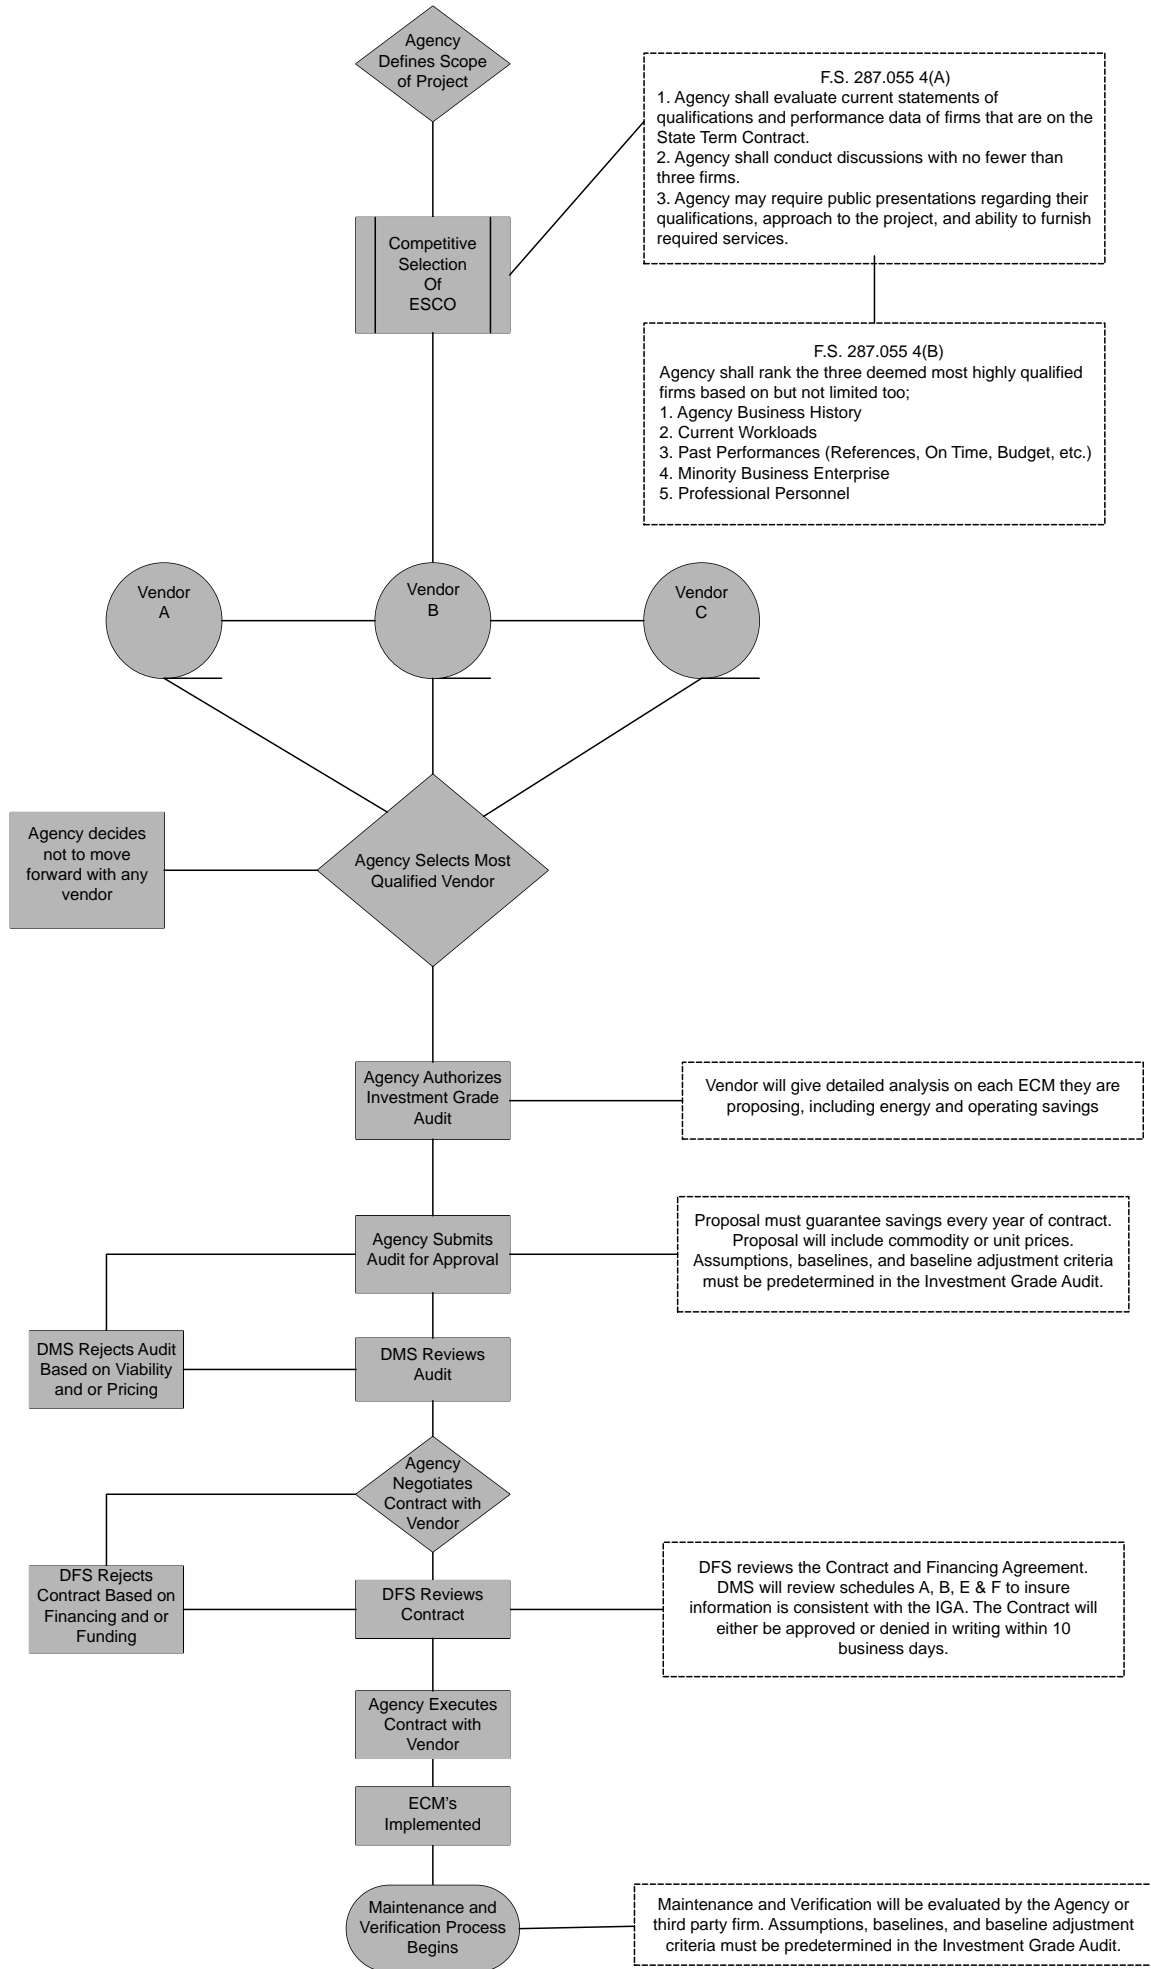 Agency
Defines Scope
of Project
F.S. 287.055 4(A)
1. Agency shall evaluate current statements of
qualifications and performance data of firms that are on the
State Term Contract.
2. Agency shall conduct discussions with no fewer than
three firms.
3. Agency may require public presentations regarding their
qualifications, approach to the project, and ability to furnish
required services.
Competitive
Selection
Of
ESCO
F.S. 287.055 4(B)
Agency shall rank the three deemed most highly qualified
firms based on but not limited too;
1. Agency Business History
2. Current Workloads
3. Past Performances (References, On Time, Budget, etc.)
4. Minority Business Enterprise
5. Professional Personnel
Vendor
A
Vendor
B
Vendor
C
Agency decides
not to move
forward with any
vendor
Agency Selects Most
Qualified Vendor
Agency Authorizes
Investment Grade
Audit
Vendor will give detailed analysis on each ECM they are
proposing, including energy and operating savings
Agency Submits
Audit for Approval
Proposal must guarantee savings every year of contract.
Proposal will include commodity or unit prices.
Assumptions, baselines, and baseline adjustment criteria
must be predetermined in the Investment Grade Audit.
DMS Rejects Audit
Based on Viability
and or Pricing
DMS Reviews
Audit
Agency
Negotiates
Contract with
Vendor
DFS Rejects
Contract Based on
Financing and or
Funding
DFS Reviews
Contract
DFS reviews the Contract and Financing Agreement.
DMS will review schedules A, B, E & F to insure
information is consistent with the IGA. The Contract will
either be approved or denied in writing within 10
business days.
Agency Executes
Contract with
Vendor
ECM's
Implemented
Maintenance and
Verification Process
Begins
Maintenance and Verification will be evaluated by the Agency or
third party firm. Assumptions, baselines, and baseline adjustment
criteria must be predetermined in the Investment Grade Audit.